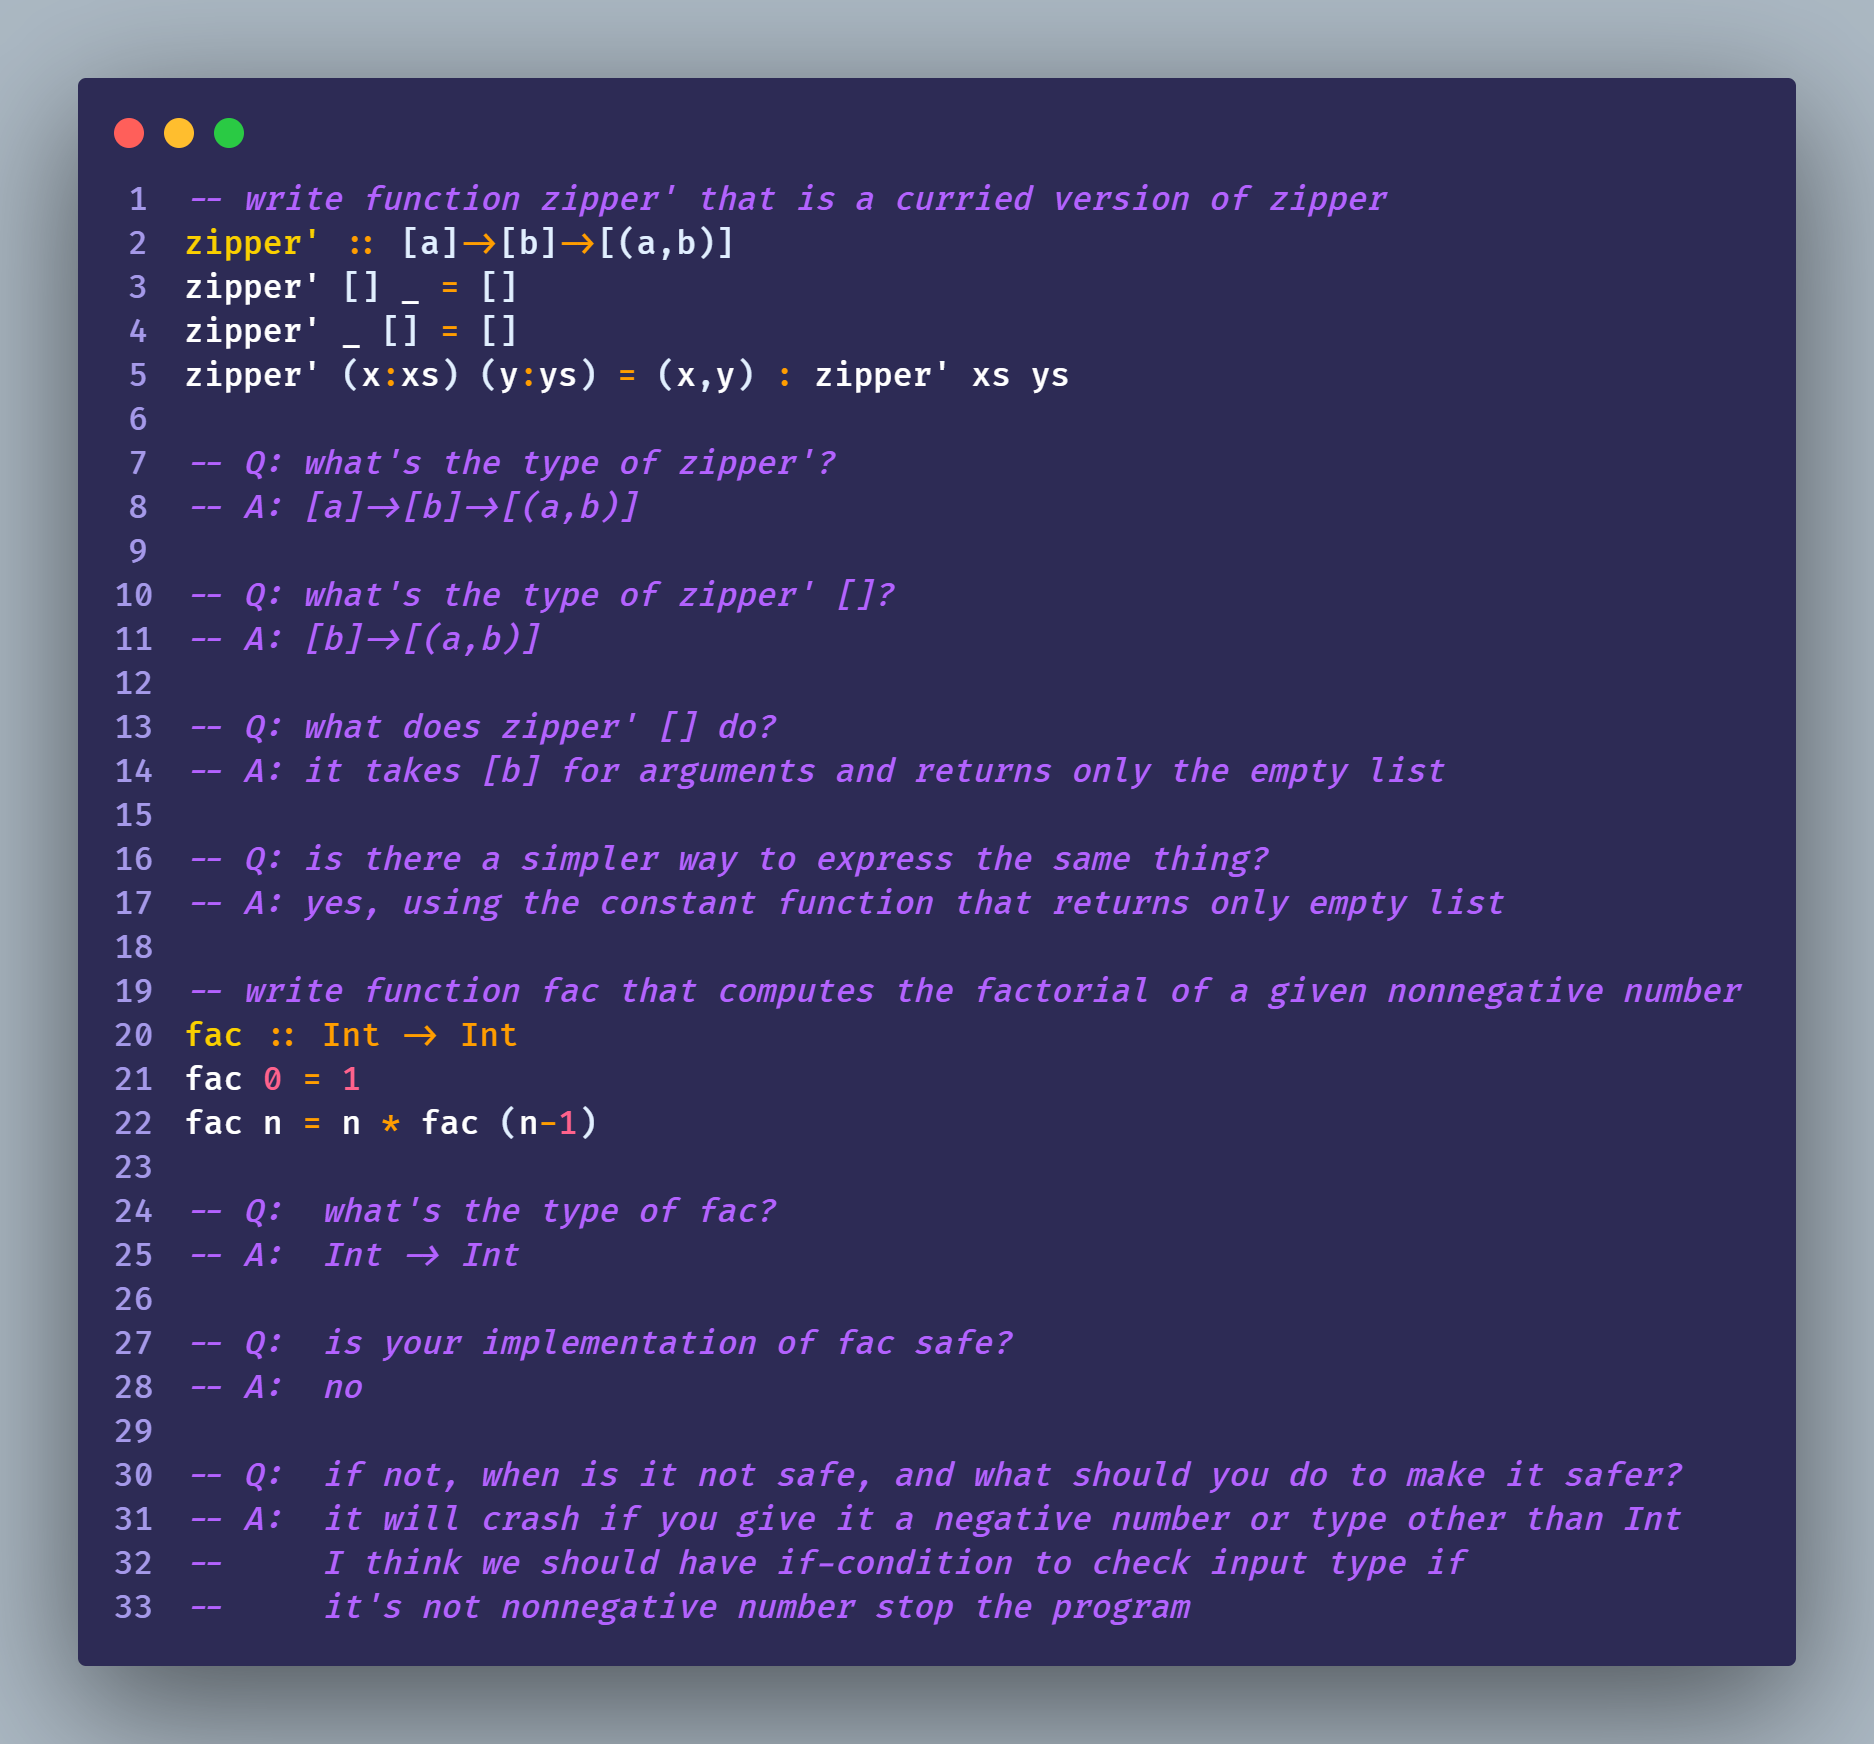 1 -- write function zipper' that is a curried version of zipper
2 zipper' :: [a]->[b]->[(a,b)]
3 zipper' [] _ = []
4 zipper' _ [] = []
5 zipper' (x:xs) (y:ys) = (x,y) : zipper' xs ys
6
7 -- Q: what's the type of zipper'?
8 -- A: [a]->[b]->[(a,b)]
9
10 -- Q: what's the type of zipper' []?
11 -- A: [b]->[(a,b)]
12
13 -- Q: what does zipper' [] do?
14 -- A: it takes [b] for arguments and returns only the empty list
15
16 -- Q: is there a simpler way to express the same thing?
17 -- A: yes, using the constant function that returns only empty list
18
19 -- write function fac that computes the factorial of a given nonnegative number
20 fac :: Int -> Int
21 fac 0 = 1
22 fac n = n * fac (n-1)
23
24 -- Q:  what's the type of fac?
25 -- A:  Int -> Int
26
27 -- Q:  is your implementation of fac safe?
28 -- A:  no
29
30 -- Q:  if not, when is it not safe, and what should you do to make it safer?
31 -- A:  it will crash if you give it a negative number or type other than Int
32 --     I think we should have if-condition to check input type if
33 --     it's not nonnegative number stop the program